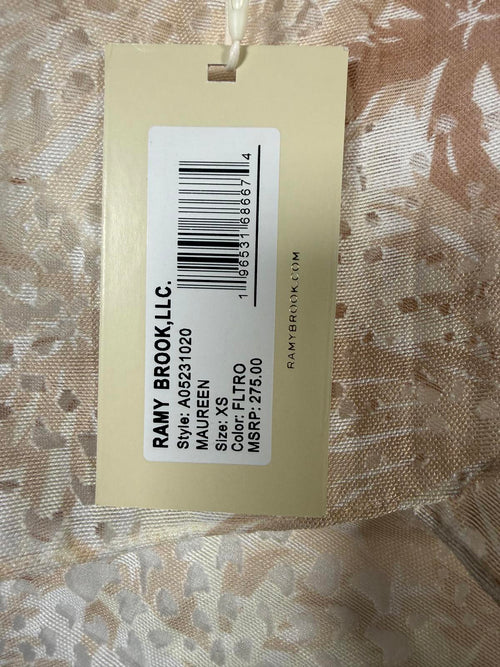 RAMY BROOK,LLC.
Style: A05231020
MAUREEN
Size: XS
Color: FLTRO
MSRP: 275.00
1 96531 68667 4
RAMYBROOK.COM